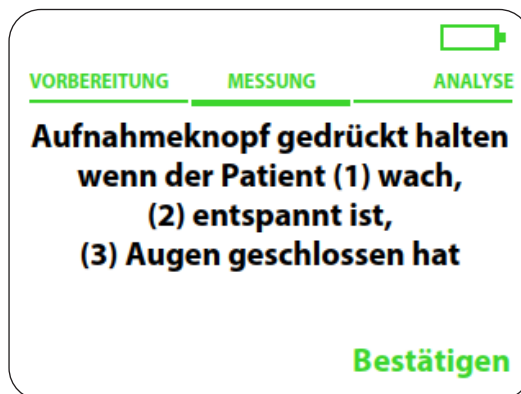 VORBEREITUNG MESSUNG ANALYSE
Aufnahmeknopf gedrückt halten
wenn der Patient (1) wach,
(2) entspannt ist,
(3) Augen geschlossen hat
Bestätigen